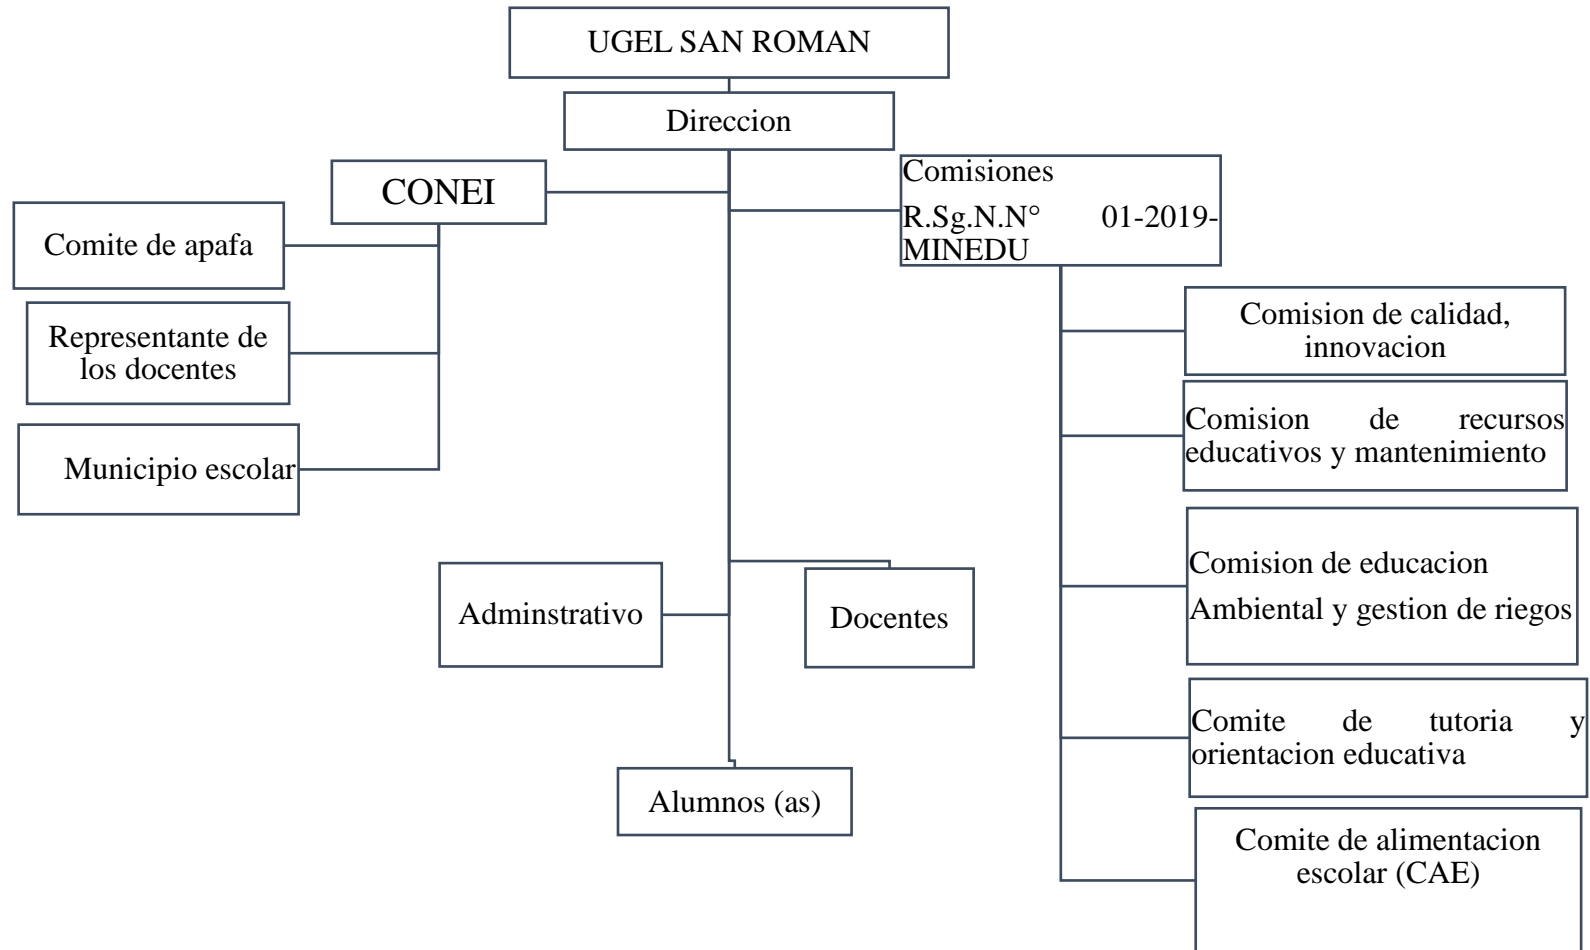 UGEL SAN ROMAN
Direccion
CONEI
Comite de apafa
Representante de
los docentes
Municipio escolar
Comisiones
R.Sg.N.N° 01-2019-
MINEDU
Comision de calidad,
innovacion
Comision de recursos
educativos y mantenimiento
Comision de educacion
Ambiental y gestion de riegos
Comite de tutoria y
orientacion educativa
Comite de alimentacion
escolar (CAE)
Adminstrativo
Docentes
Alumnos (as)